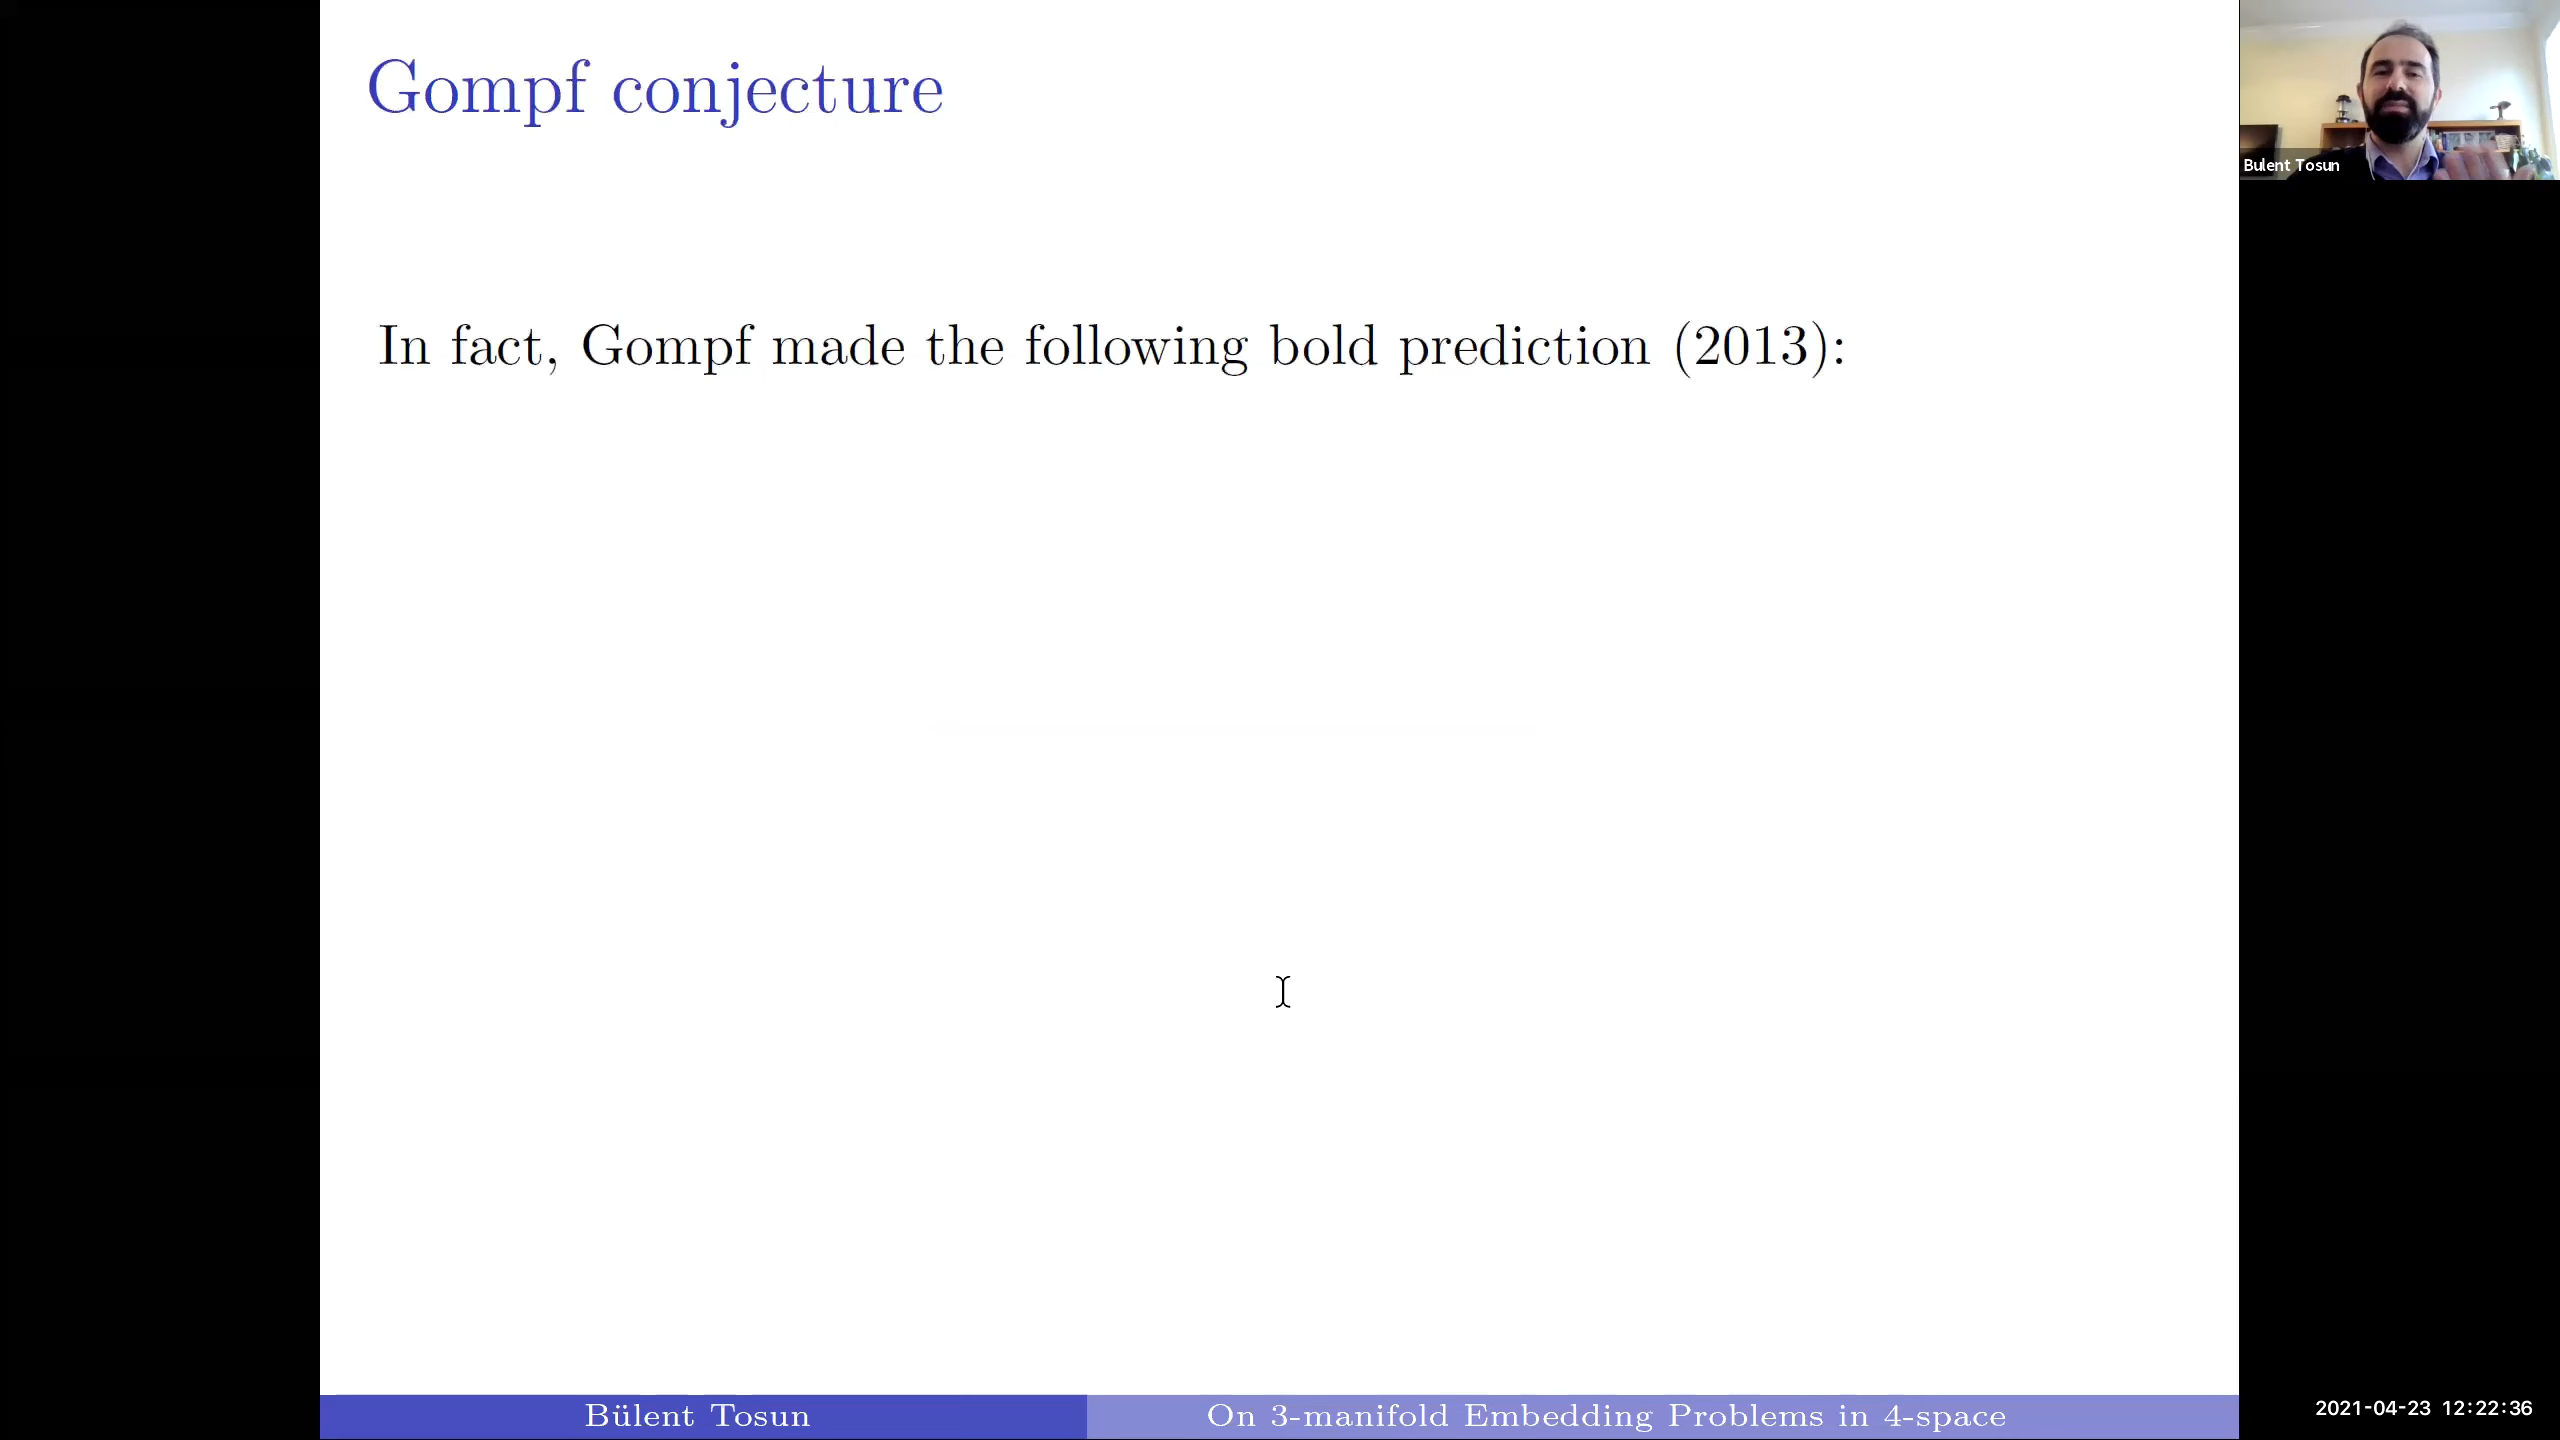 Gompf conjecture
Bulent Tosun
In fact, Gompf made the following bold prediction (2013):
Bülent Tosun
On 3-manifold Embedding Problems in 4-space
2021-04-23 12:22:36